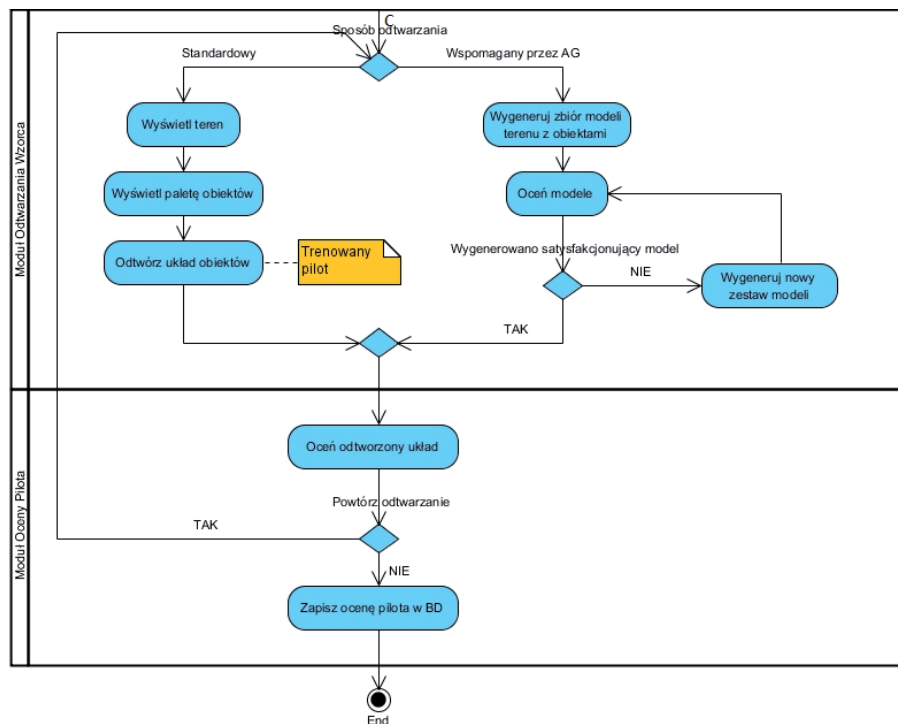 C
Sposób odtwarzania
Standardowy
Wspomagany przez AG
Wyświetl teren
Wygeneruj zbiór modeli
terenu z obiektami
Wyświetl paletę obiektów
Oceń modele
Odtwórz układ obiektów
Trenowany
pilot
Wygenerowano satysfakcjonujący model
NIE
Wygeneruj nowy
zestaw modeli
TAK
Moduł Odtwarzania Wzorca
Oceń odtworzony układ
Powtórz odtwarzanie
TAK
NIE
Zapisz ocenę pilota w BD
Moduł Oceny Pilota
End